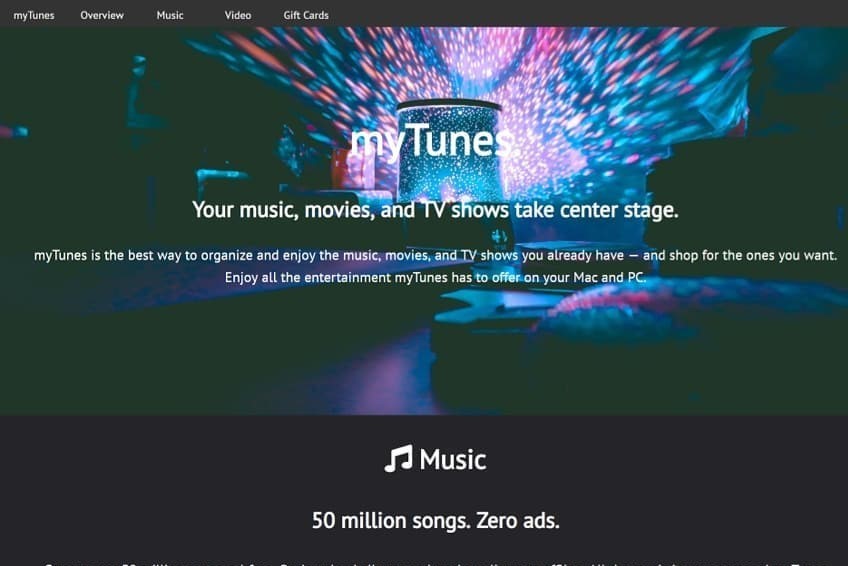 myTunes Overview Music Video Gift Cards
myTunes.
Your music, movies, and TV shows take center stage.
myTunes is the best way to organize and enjoy the music, movies, and TV shows you already have — and shop for the ones you want.
Enjoy all the entertainment myTunes has to offer on your Mac and PC.
Music
50 million songs. Zero ads.